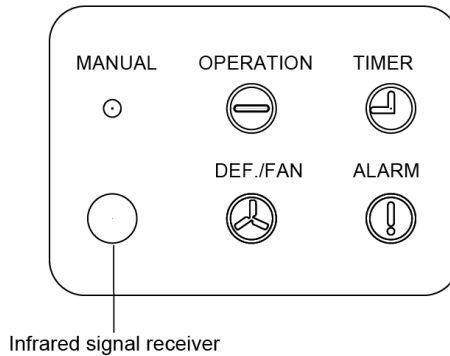 MANUAL OPERATION TIMER
DEF./FAN ALARM
Infrared signal receiver